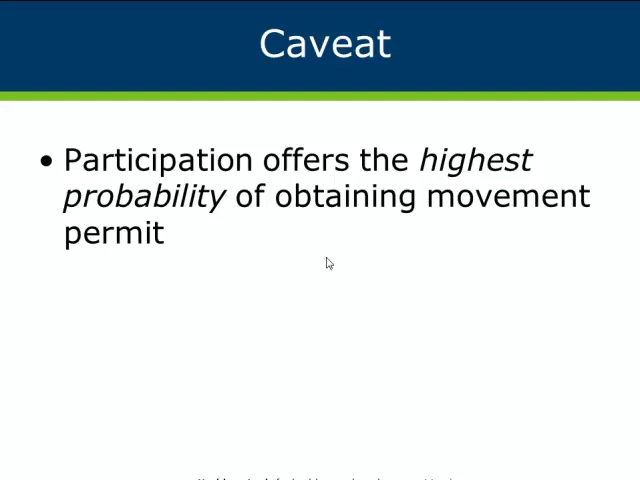 Caveat
• Participation offers the highest
probability of obtaining movement
permit